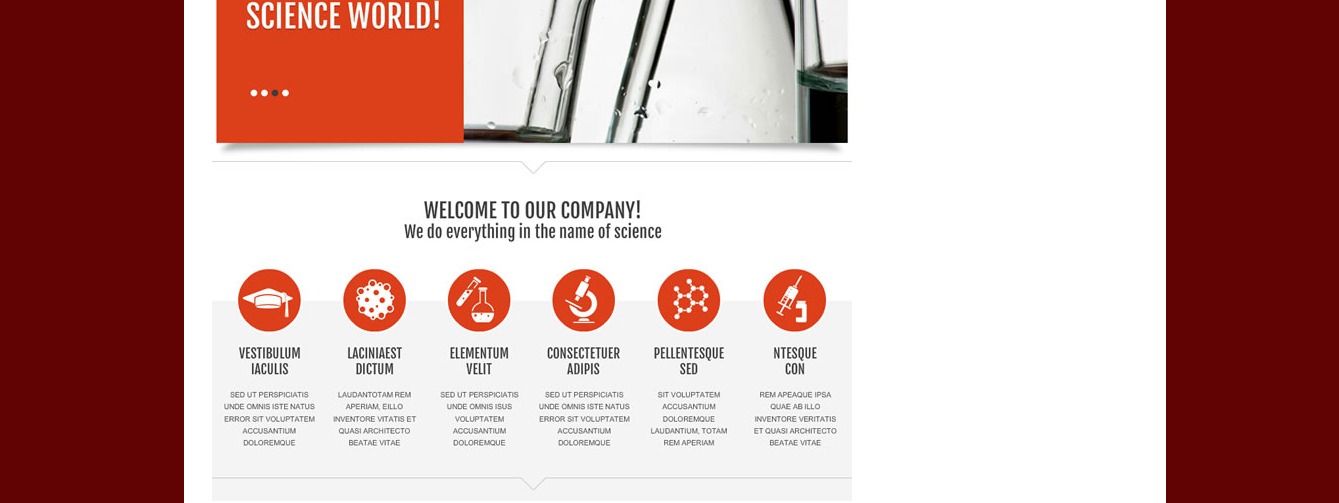 SCIENCE WORLD!
WELCOME TO OUR COMPANY!
We do everything in the name of science
VESTIBULUM
IACULIS
SED UT PERSPICIATIS
UNDE OMNIS ISTE NATUS
ERROR SIT VOLUPTATEM
ACCUSANTIUM
DOLOREMQUE
LACINIAEST
DICTUM
LAUDANTOTAM REM
APERIAM, EILLO
INVENTORE VITATIS ET
QUASI ARCHITECTO
BEATAE VITAE
ELEMENTUM
VELIT
SED UT PERSPICIATIS
UNDE OMNIS ISUS
VOLUPTATEM
ACCUSANTIUM
DOLOREMQUE
CONSECTETUER
ADIPIS
SED UT PERSPICIATIS
UNDE OMNIS ISTE NATUS
ERROR SIT VOLUPTATEM
ACCUSANTIUM
DOLOREMQUE
PELLENTESQUE
SED
SIT VOLUPTATEM
ACCUSANTIUM
DOLOREMQUE
LAUDANTIUM, TOTAM
REM APERIAM
NTESQUE
CON
REM APEAQUE IPSA
QUAE AB ILLO
INVENTORE VERITATIS
ET QUASI ARCHITECTO
BEATAE VITAE